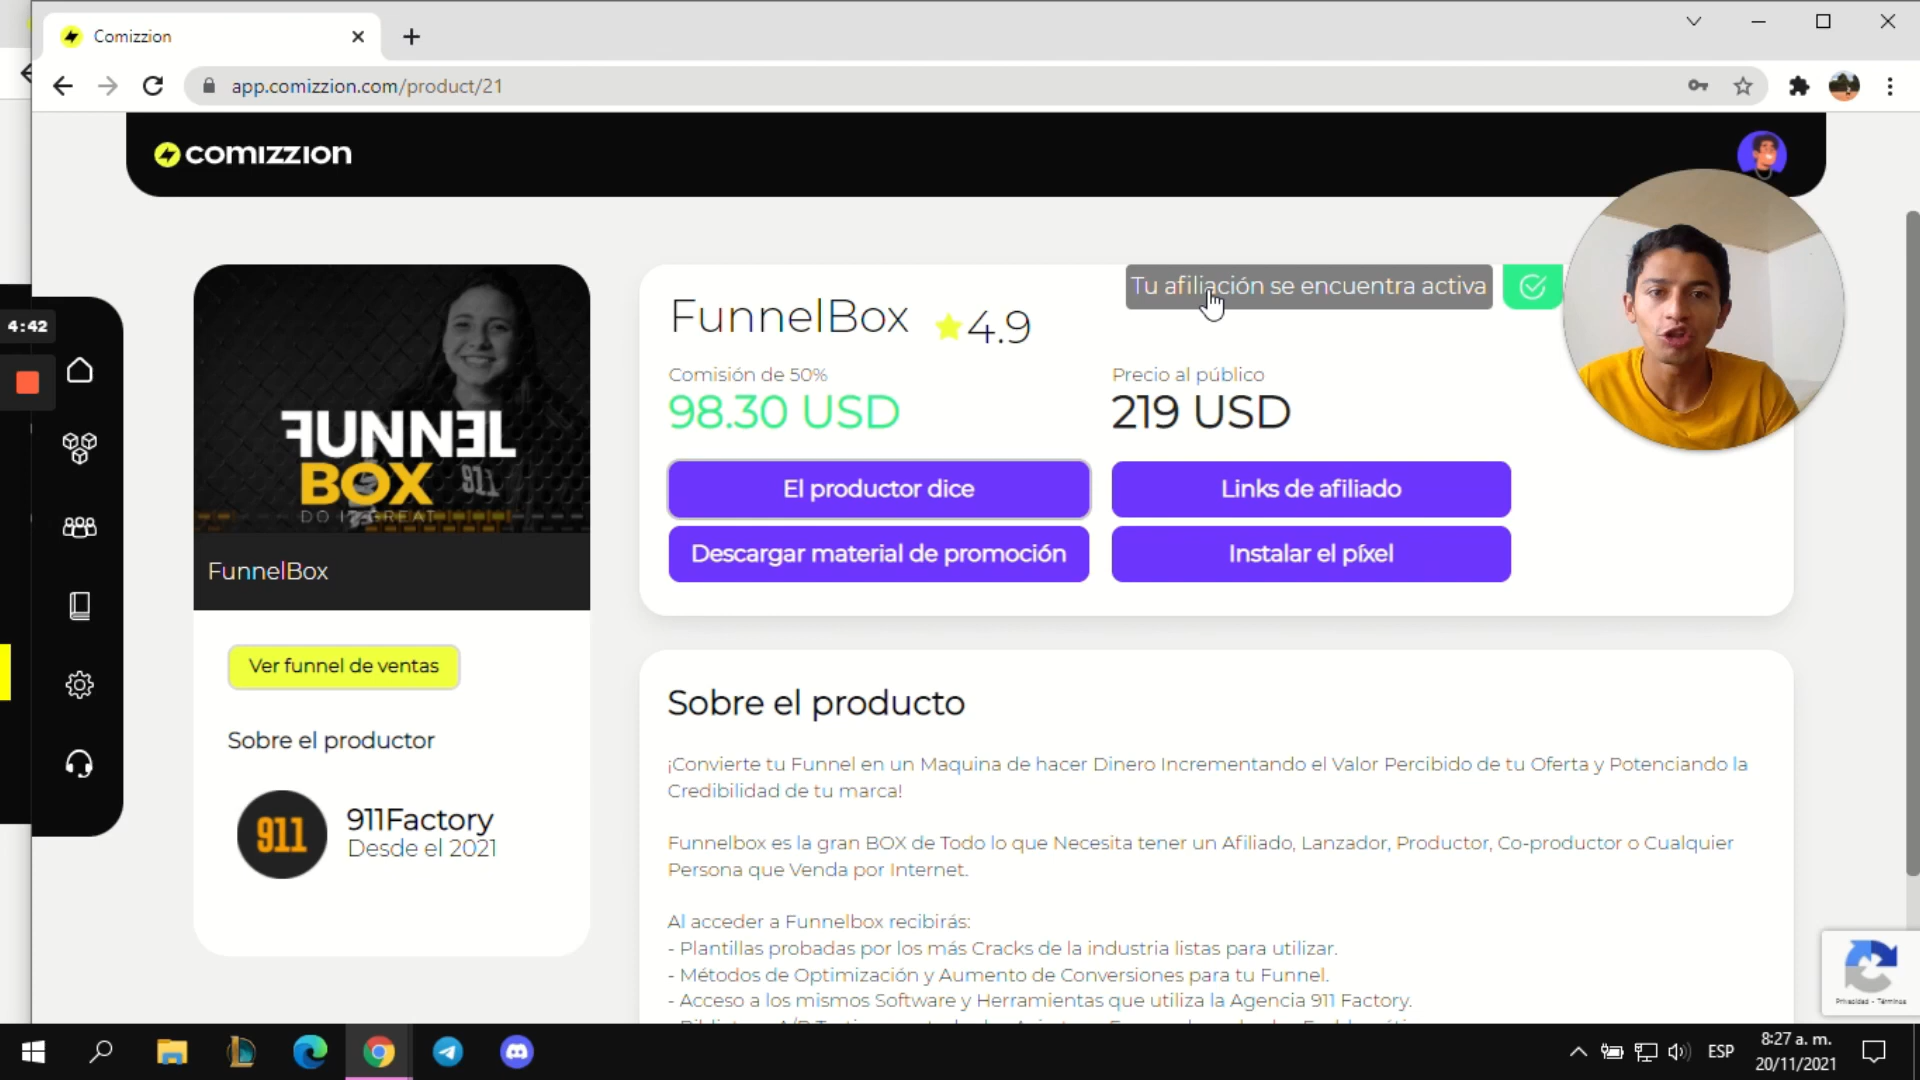 Comizzion
app.comizzion.com/product/21
comizzion
4:42
Tu afiliación se encuentra activa
FunnelBox
4.9
Comisión de 50%
98.30 USD
Precio al público
219 USD
El productor dice
Links de afiliado
Descargar material de promoción
Instalar el píxel
FUNNEL
BOX 911
DO IT GREAT
FunnelBox
Ver funnel de ventas
Sobre el productor
911
911Factory
Desde el 2021
Sobre el producto
¡Convierte tu Funnel en un Maquina de hacer Dinero Incrementando el Valor Percibido de tu Oferta y Potenciando la
Credibilidad de tu marca!
Funnelbox es la gran BOX de Todo lo que Necesita tener un Afiliado, Lanzador, Productor, Co-productor o Cualquier
Persona que Venda por Internet.
Al acceder a Funnelbox recibirás:
- Plantillas probadas por los más Cracks de la industria listas para utilizar.
- Métodos de Optimización y Aumento de Conversiones para tu Funnel.
- Acceso a los mismos Software y Herramientas que utiliza la Agencia 911 Factory.
Privacidad - Términos
ESP
8:27 a. m.
20/11/2021